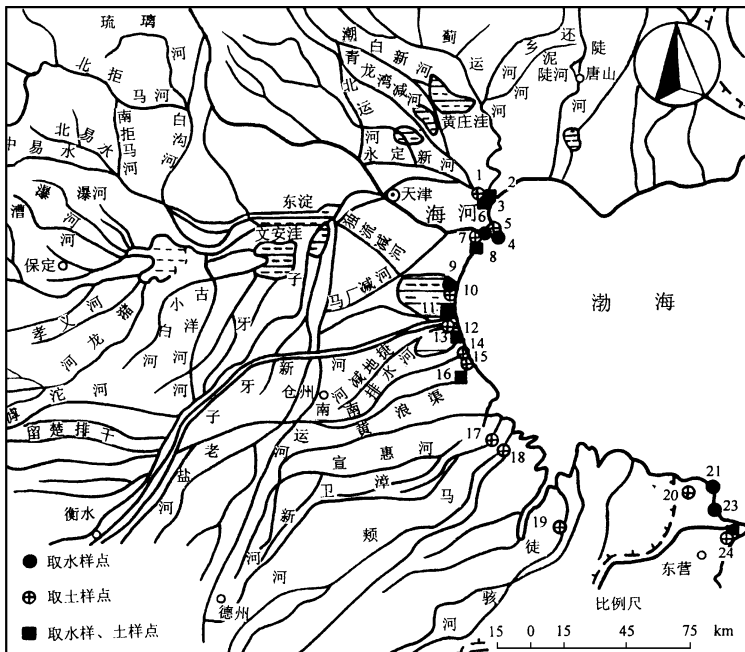 琉璃河
北拒马河
南拒马河
白沟河
北易水
中易水
瀑河
漕河
保定
孝义河
潴龙河
小白河
古洋河
滹沱河
留楚排干
衡水
东淀
文安洼
子牙河
子牙新河
老盐河
潮白新河
青龙湾减河
北运河
永定新河
蓟运河
还乡河
泥河
陡河
陡河
唐山
黄庄洼
天津
海河
独流减河
马厂减河
沧州
南排水河
南运河
黄浪渠
宣惠河
卫漳新河
马颊河
徒骇河
德州
渤海
东营
1
2
3
4
5
6
7
8
9
10
11
12
13
14
15
16
17
18
19
20
21
23
24
取水样点
取土样点
取水样、土样点
比例尺
15 0 15 45 75 km